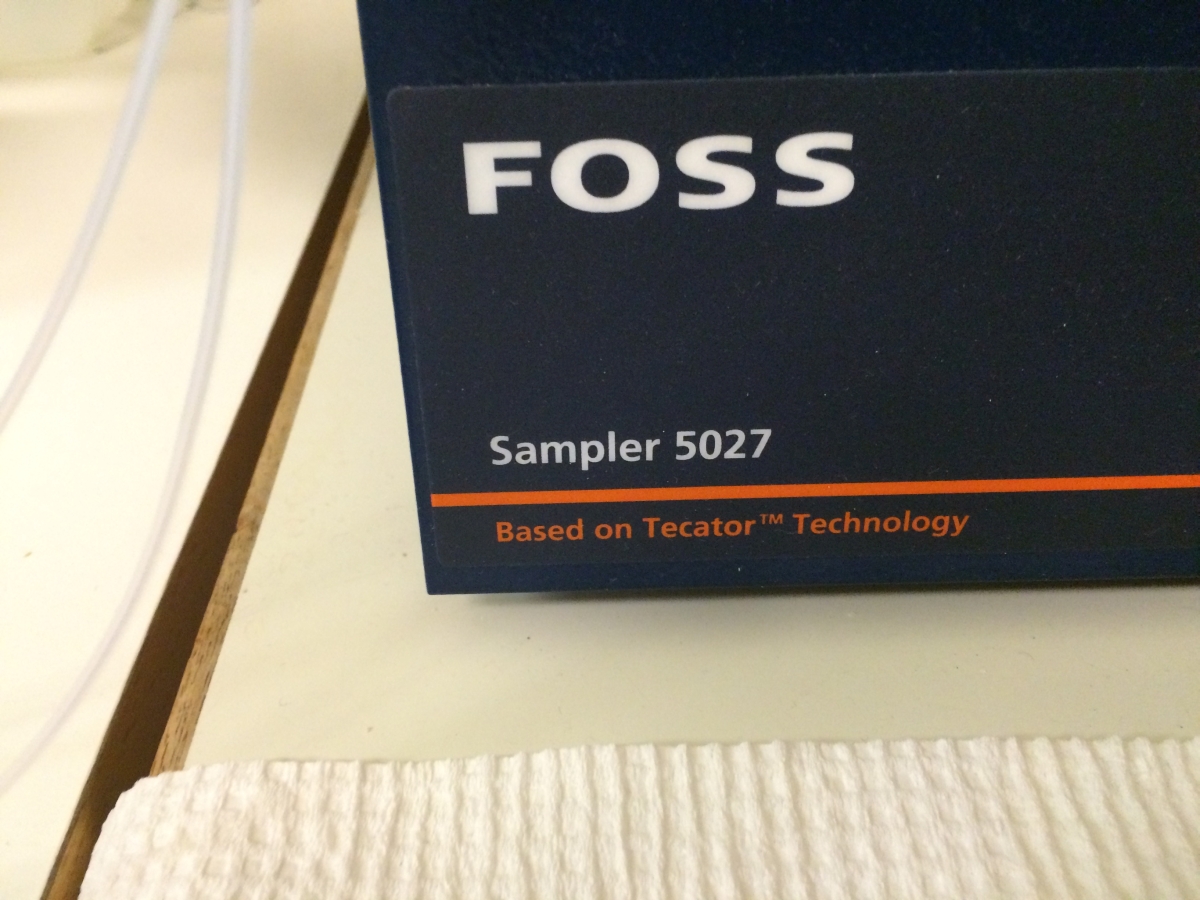 FOSS
Sampler 5027
Based on Tecator™ Technology